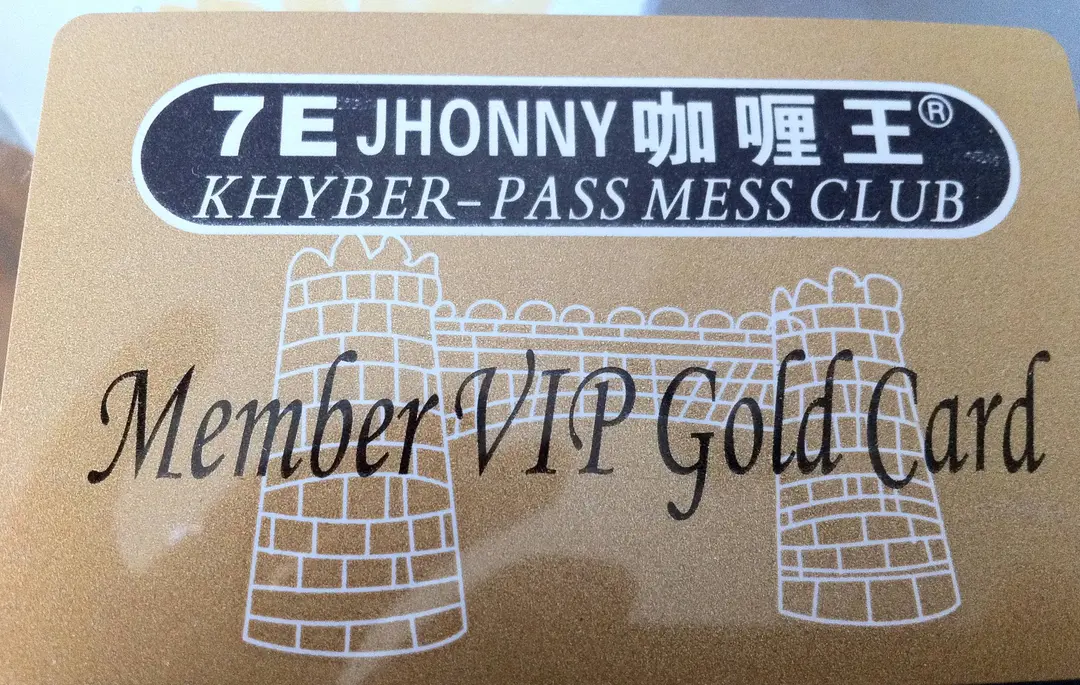 7E JHONNY 咖喱王®
KHYBER-PASS MESS CLUB
Member VIP Gold Card